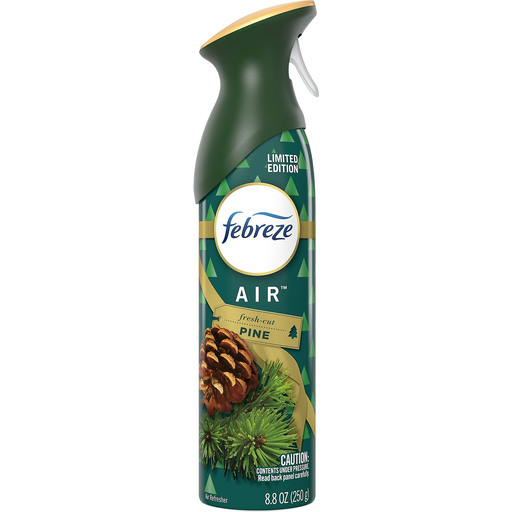 LIMITED
EDITION
febreze
AIR™
fresh-cut
PINE
CAUTION:
CONTENTS UNDER PRESSURE.
Read back panel carefully.
Air Refresher
8.8 OZ (250 g)